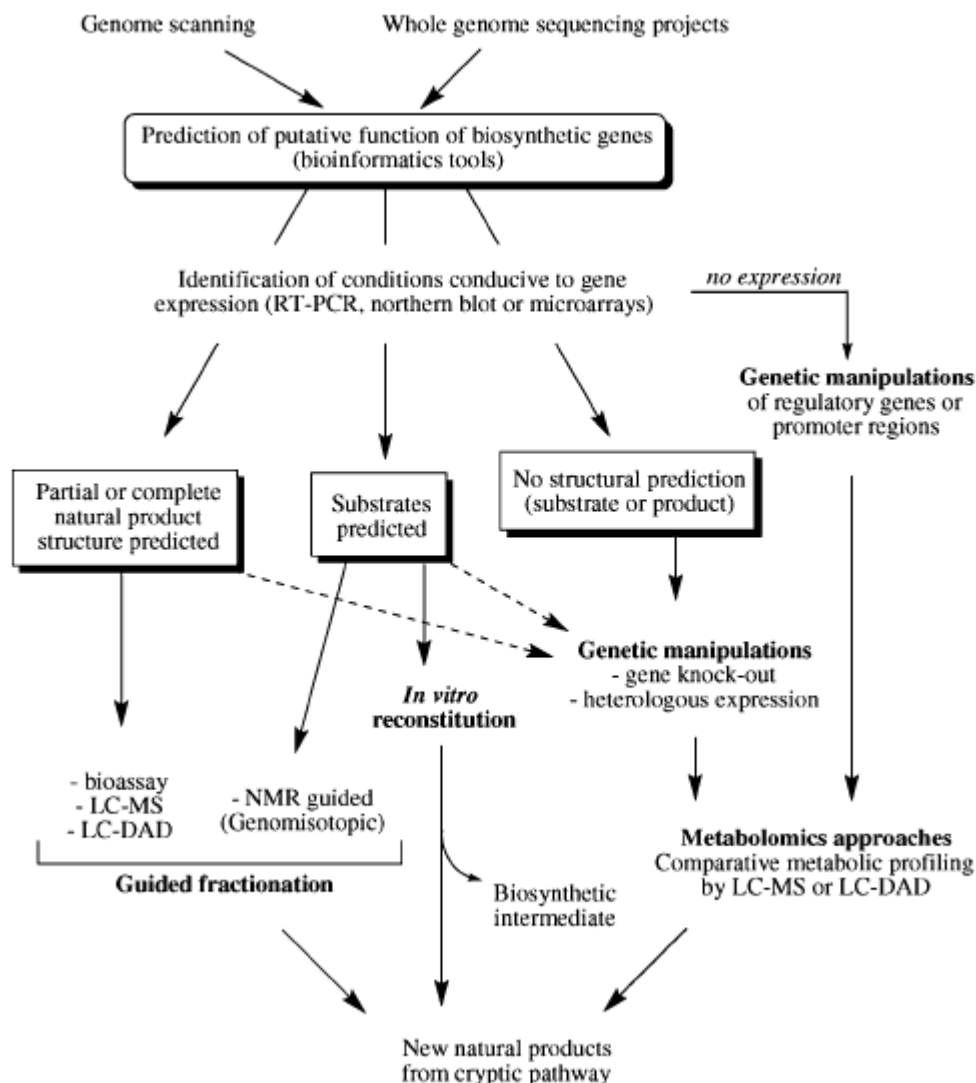 Genome scanning
Whole genome sequencing projects
Prediction of putative function of biosynthetic genes
(bioinformatics tools)
Identification of conditions conducive to gene
expression (RT-PCR, northern blot or microarrays)
no expression
Genetic manipulations
of regulatory genes or
promoter regions
Partial or complete
natural product
structure predicted
Substrates
predicted
No structural prediction
(substrate or product)
Genetic manipulations
- gene knock-out
- heterologous expression
In vitro
reconstitution
- bioassay
- LC-MS
- LC-DAD
- NMR guided
(Genomisotopic)
Guided fractionation
Biosynthetic
intermediate
Metabolomics approaches
Comparative metabolic profiling
by LC-MS or LC-DAD
New natural products
from cryptic pathway